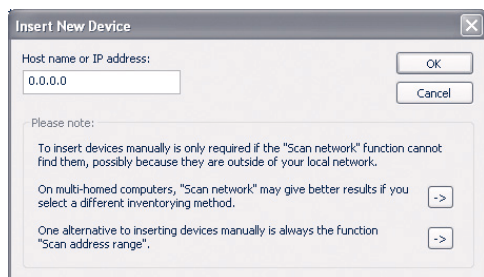 Insert New Device
Host name or IP address:
0.0.0.0
OK
Cancel
Please note:
To insert devices manually is only required if the "Scan network" function cannot
find them, possibly because they are outside of your local network.
On multi-homed computers, "Scan network" may give better results if you
select a different inventorying method.
->
One alternative to inserting devices manually is always the function
"Scan address range".
->